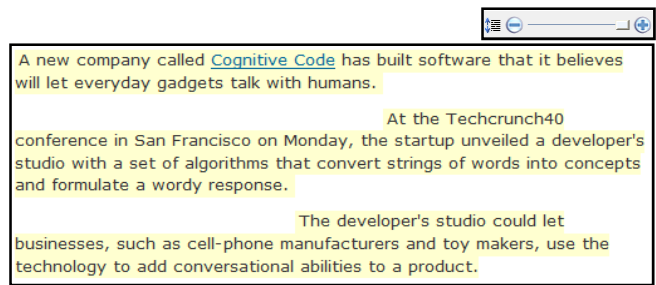 A new company called Cognitive Code has built software that it believes
will let everyday gadgets talk with humans.
At the Techcrunch40
conference in San Francisco on Monday, the startup unveiled a developer's
studio with a set of algorithms that convert strings of words into concepts
and formulate a wordy response.
The developer's studio could let
businesses, such as cell-phone manufacturers and toy makers, use the
technology to add conversational abilities to a product.